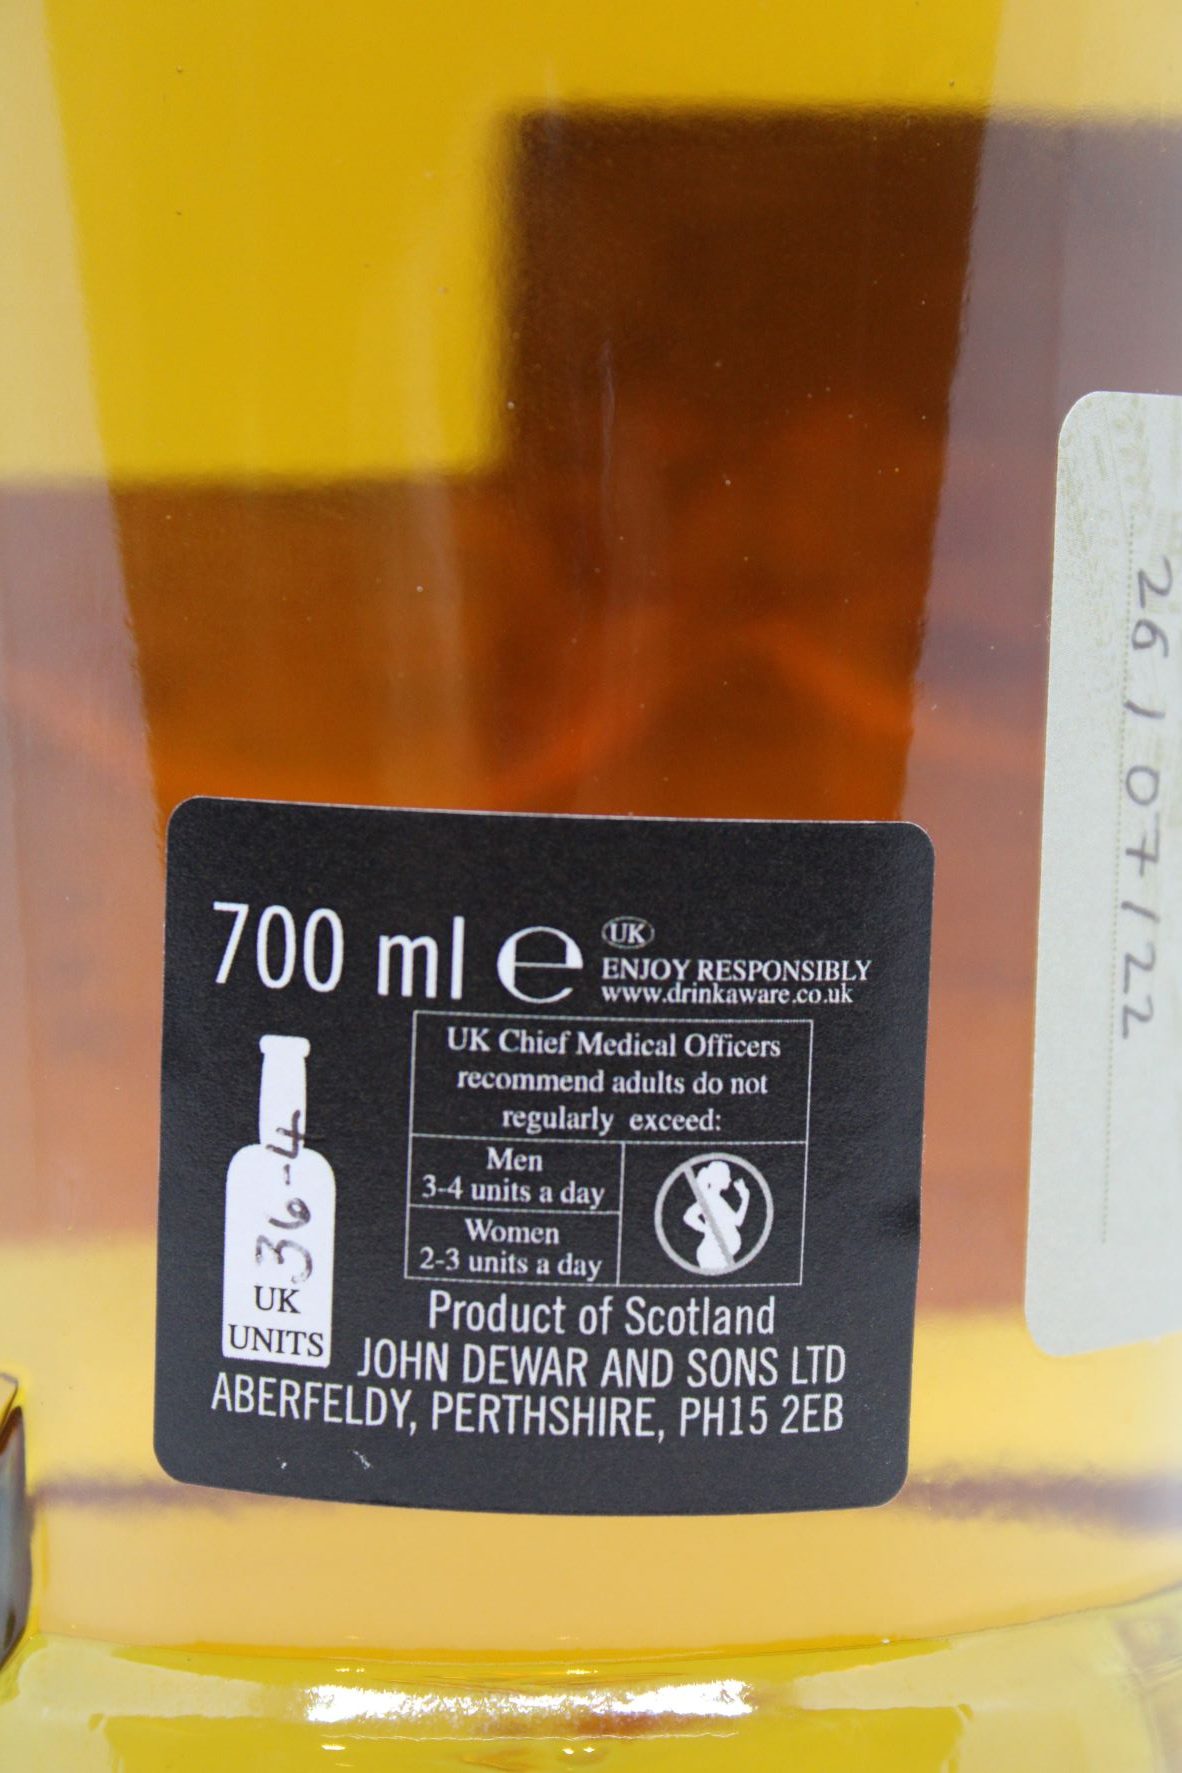 700 ml e
UK
ENJOY RESPONSIBLY
www.drinkaware.co.uk
UK Chief Medical Officers
recommend adults do not
regularly exceed:
Men
3-4 units a day
Women
2-3 units a day
36-4
UK
UNITS
Product of Scotland
JOHN DEWAR AND SONS LTD
ABERFELDY, PERTHSHIRE, PH15 2EB
26/07/22